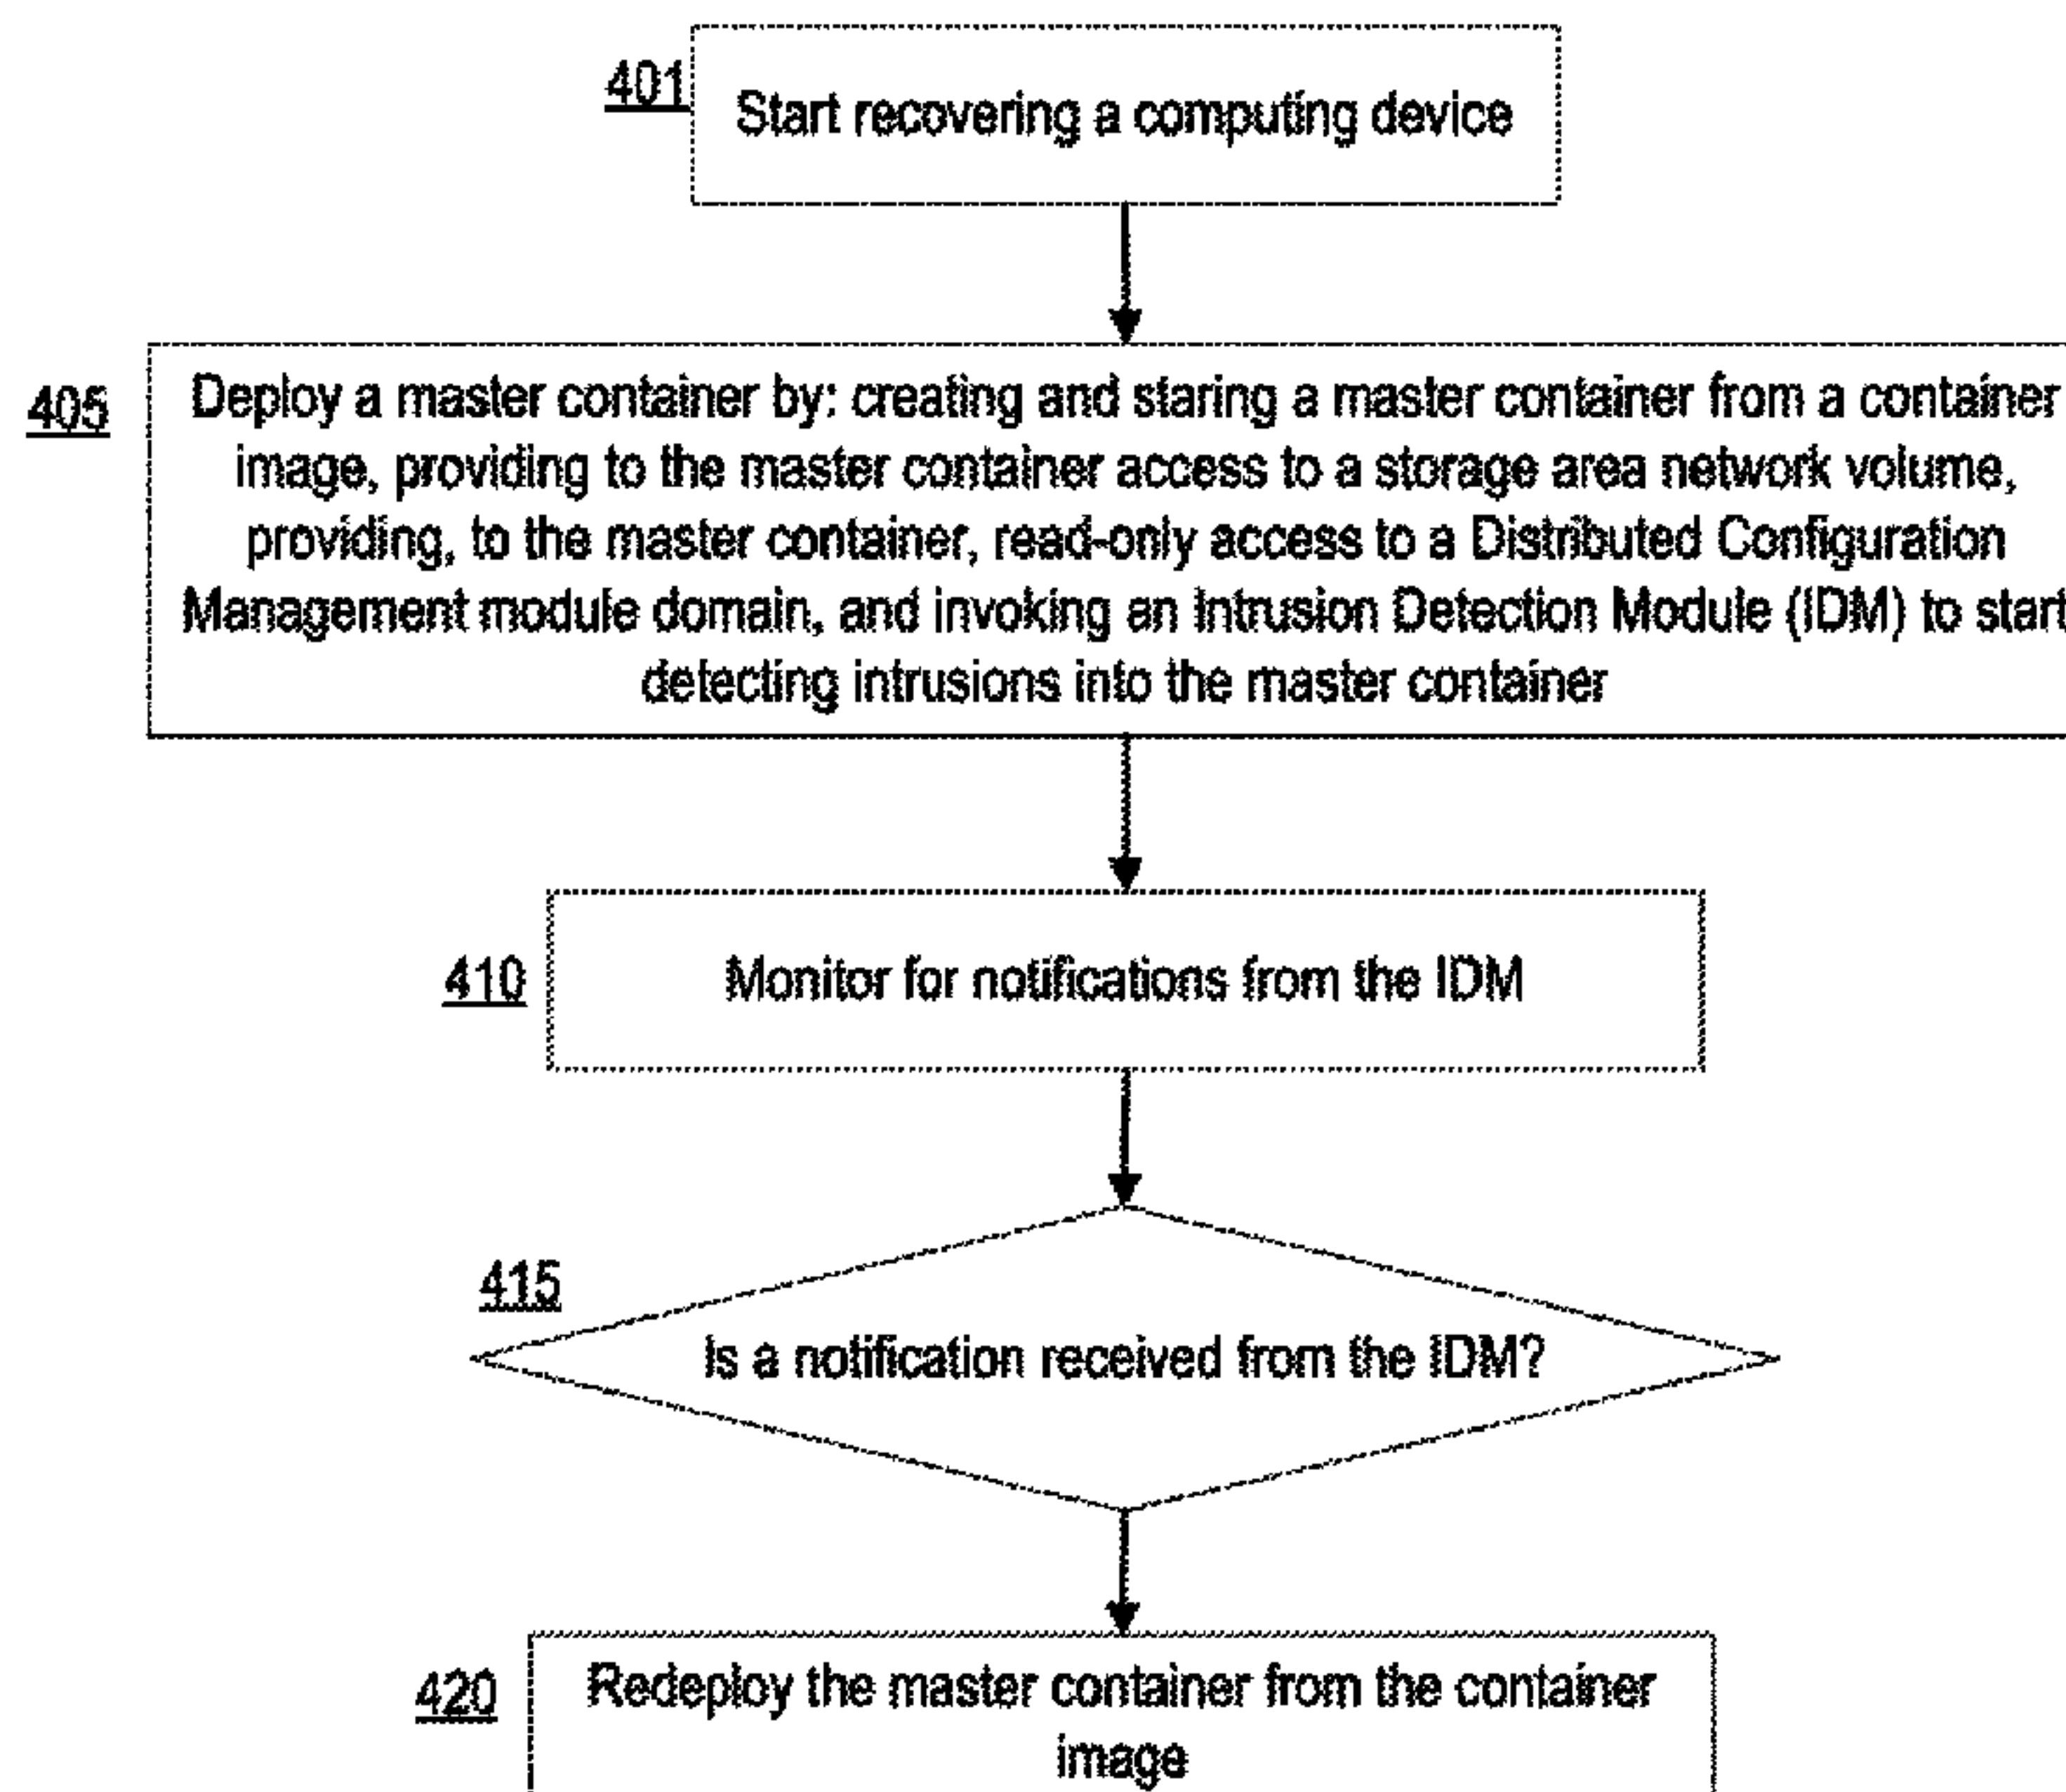 401
Start recovering a computing device
405
Deploy a master container by: creating and staring a master container from a container
image, providing to the master container access to a storage area network volume,
providing, to the master container, read-only access to a Distributed Configuration
Management module domain, and invoking an Intrusion Detection Module (IDM) to start
detecting intrusions into the master container
410
Monitor for notifications from the IDM
415
Is a notification received from the IDM?
420
Redeploy the master container from the container
image